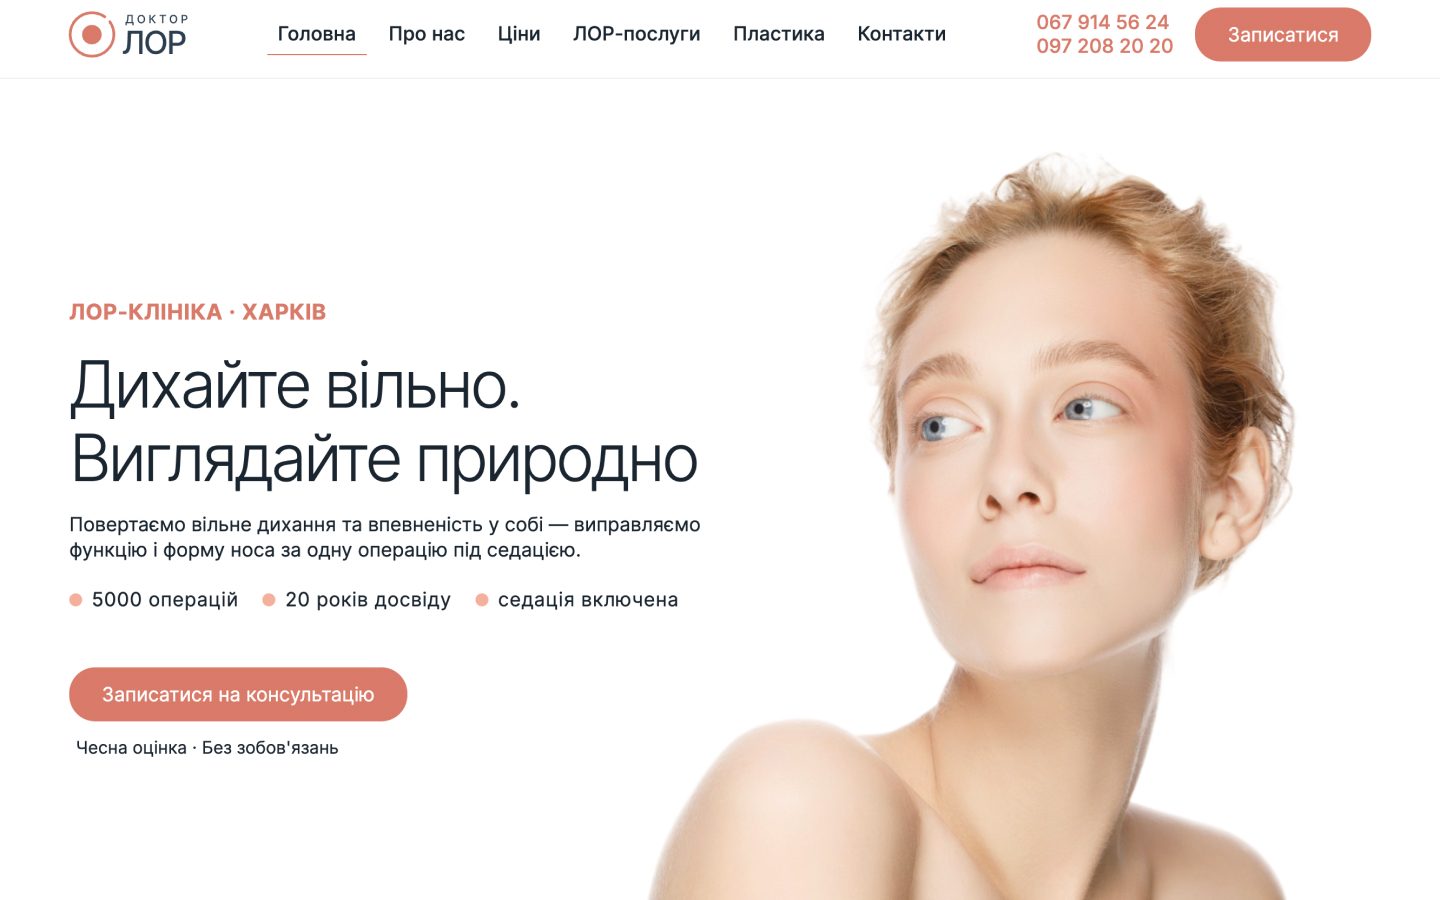 ДОКТОР
ЛОР
Головна
Про нас
Ціни
ЛОР-послуги
Пластика
Контакти
067 914 56 24
097 208 20 20
Записатися
ЛОР-КЛІНІКА · ХАРКІВ
Дихайте вільно.
Виглядайте природно
Повертаємо вільне дихання та впевненість у собі — виправляємо
функцію і форму носа за одну операцію під седацією.
5000 операцій
20 років досвіду
седація включена
Записатися на консультацію
Чесна оцінка · Без зобов'язань